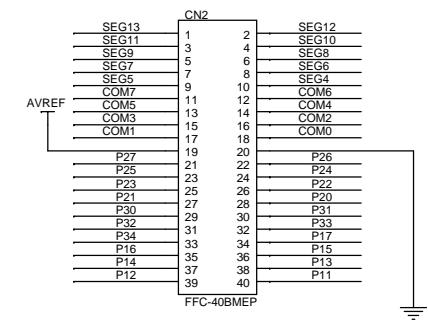 CN2
SEG13 1 2 SEG12
SEG11 3 4 SEG10
SEG9 5 6 SEG8
SEG7 7 8 SEG6
SEG5 9 10 SEG4
COM7 11 12 COM6
AVREF
COM5 13 14 COM4
COM3 15 16 COM2
COM1 17 18 COM0
19 20
P27 21 22 P26
P25 23 24 P24
P23 25 26 P22
P21 27 28 P20
P30 29 30 P31
P32 31 32 P33
P34 33 34 P17
P16 35 36 P15
P14 37 38 P13
P12 39 40 P11
FFC-40BMEP